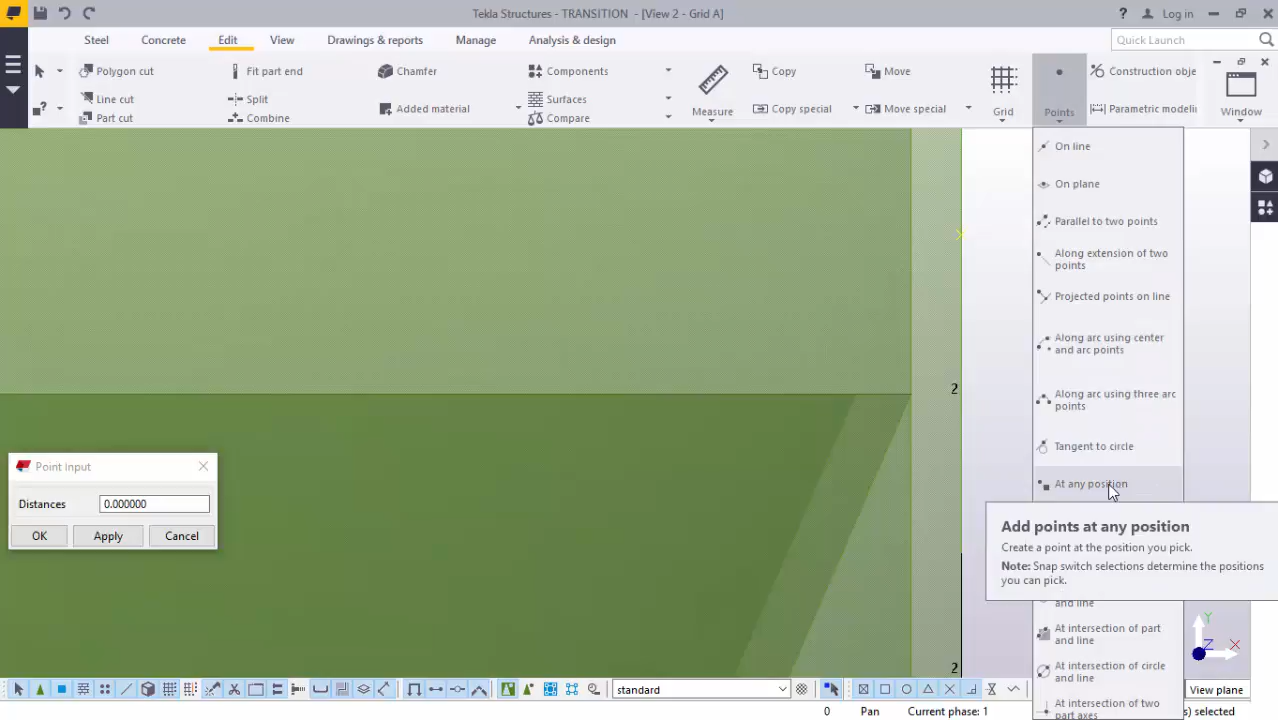 Tekla Structures - TRANSITION - [View 2 - Grid A]
? Log in
Steel Concrete Edit View Drawings & reports Manage Analysis & design
Quick Launch
Polygon cut
Line cut
Part cut
Fit part end
Split
Combine
Chamfer
Added material
Components
Surfaces
Compare
Measure
Copy
Copy special
Move
Move special
Grid
Points
Construction obje
Parametric modeli
Window
On line
On plane
Parallel to two points
Along extension of two
points
Projected points on line
Along arc using center
and arc points
Along arc using three arc
points
Tangent to circle
At any position
Add points at any position
Create a point at the position you pick.
Note: Snap switch selections determine the positions
you can pick.
and line
At intersection of part
and line
At intersection of circle
and line
At intersection of two
part axes
2
2
Point Input
Distances 0.000000
OK Apply Cancel
Y
Z X
standard
View plane
0 Pan Current phase: 1
) selected